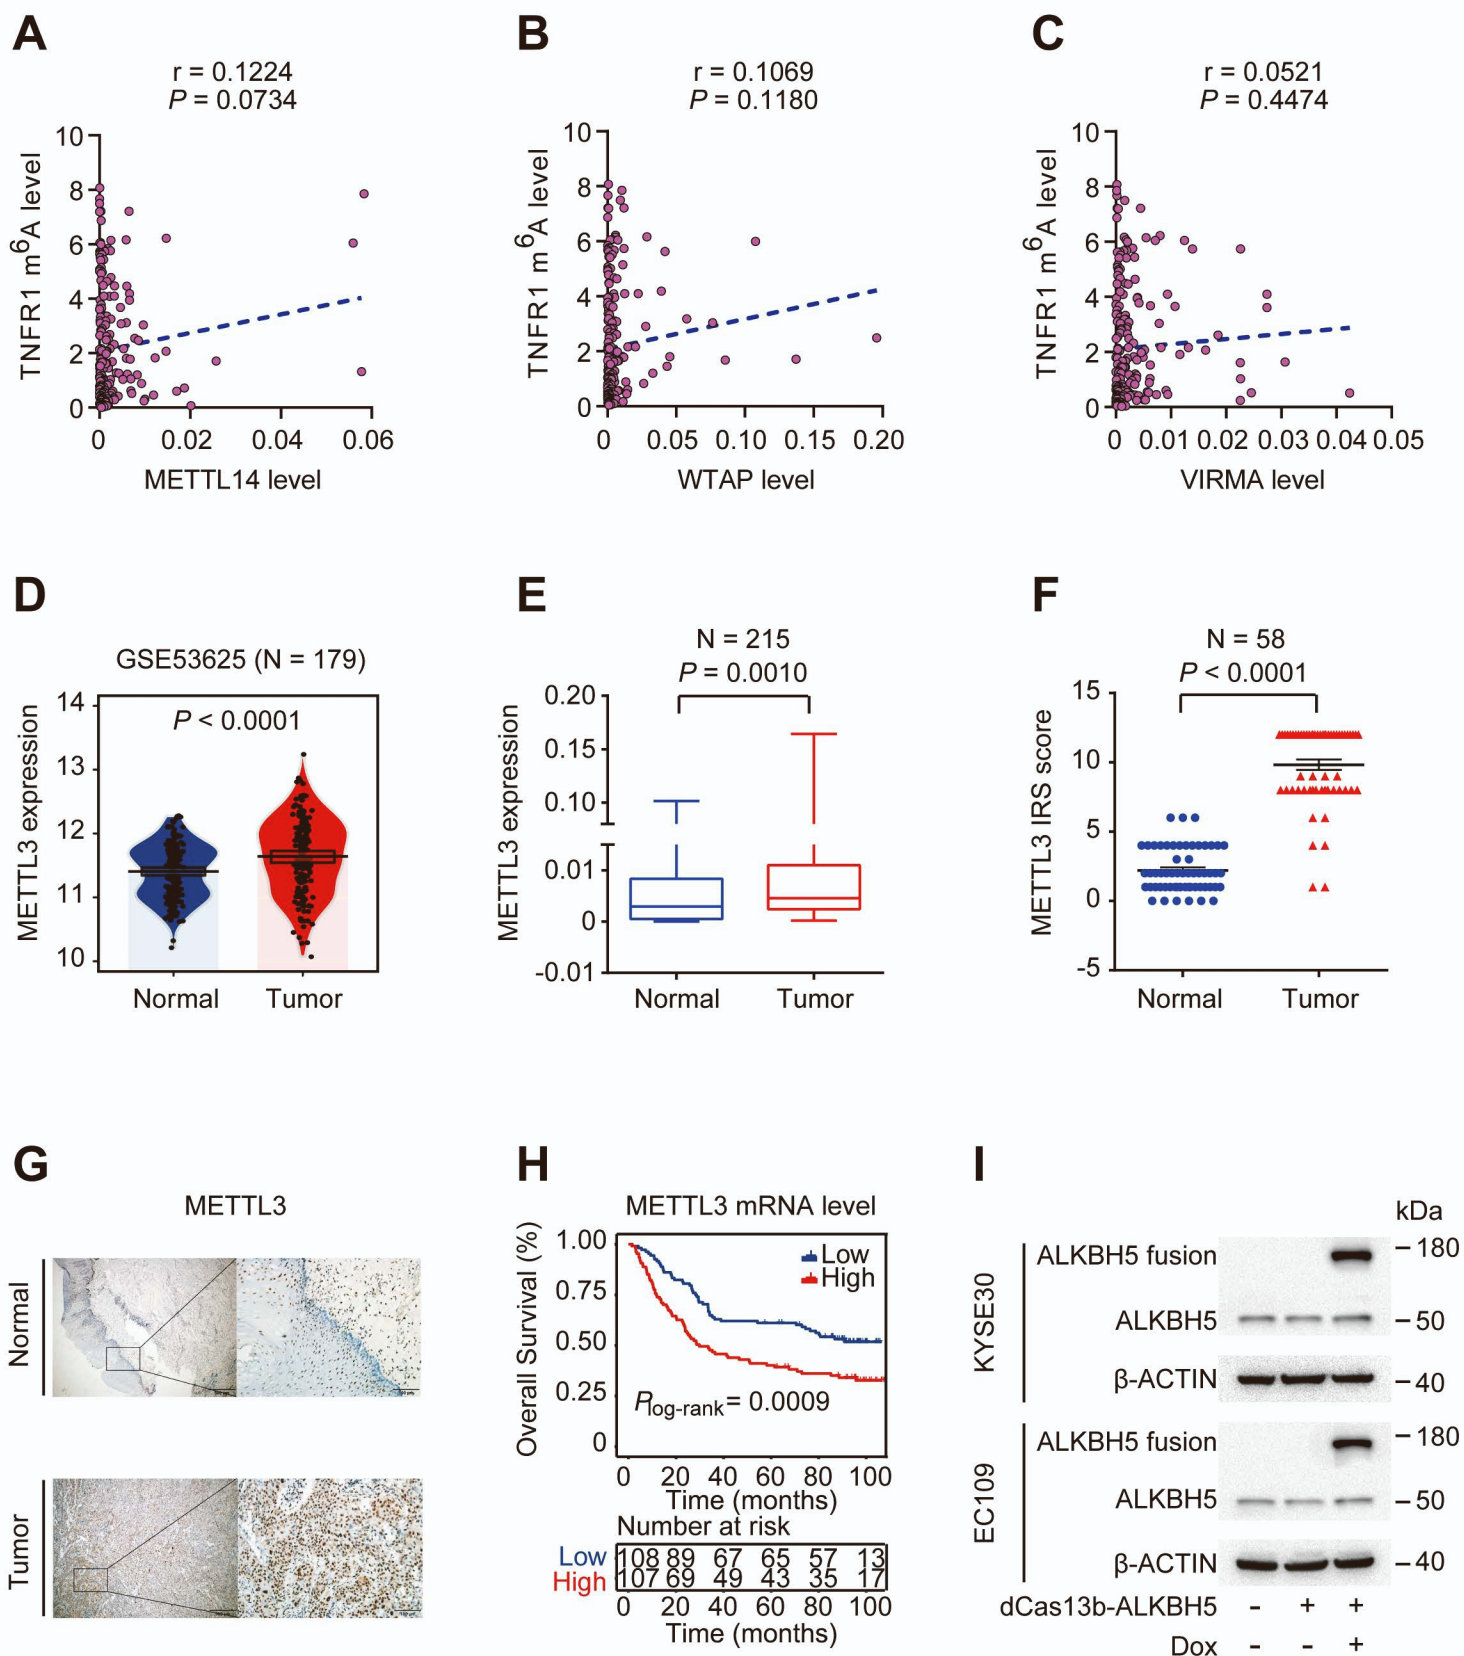 A
r = 0.1224
P = 0.0734
TNFR1 m6A level
10
8
6
4
2
0
0 0.02 0.04 0.06
METTL14 level
B
r = 0.1069
P = 0.1180
TNFR1 m6A level
10
8
6
4
2
0
0 0.05 0.10 0.15 0.20
WTAP level
C
r = 0.0521
P = 0.4474
TNFR1 m6A level
10
8
6
4
2
0
0 0.01 0.02 0.03 0.04 0.05
VIRMA level
D
GSE53625 (N = 179)
P < 0.0001
METTL3 expression
14
13
12
11
10
Normal Tumor
E
N = 215
P = 0.0010
METTL3 expression
0.20
0.15
0.10
0.01
0
-0.01
Normal Tumor
F
N = 58
P < 0.0001
METTL3 IRS score
15
10
5
0
-5
Normal Tumor
G
METTL3
Normal
Tumor
H
METTL3 mRNA level
Overall Survival (%)
1.00
0.75
0.50
0.25
0
Low
High
Plog-rank = 0.0009
0 20 40 60 80 100
Time (months)
Number at risk
Low 108 89 67 65 57 13
High 107 69 49 43 35 17
0 20 40 60 80 100
Time (months)
I
kDa
KYSE30
ALKBH5 fusion 180
ALKBH5 50
β-ACTIN 40
EC109
ALKBH5 fusion 180
ALKBH5 50
β-ACTIN 40
dCas13b-ALKBH5 - + +
Dox - - +